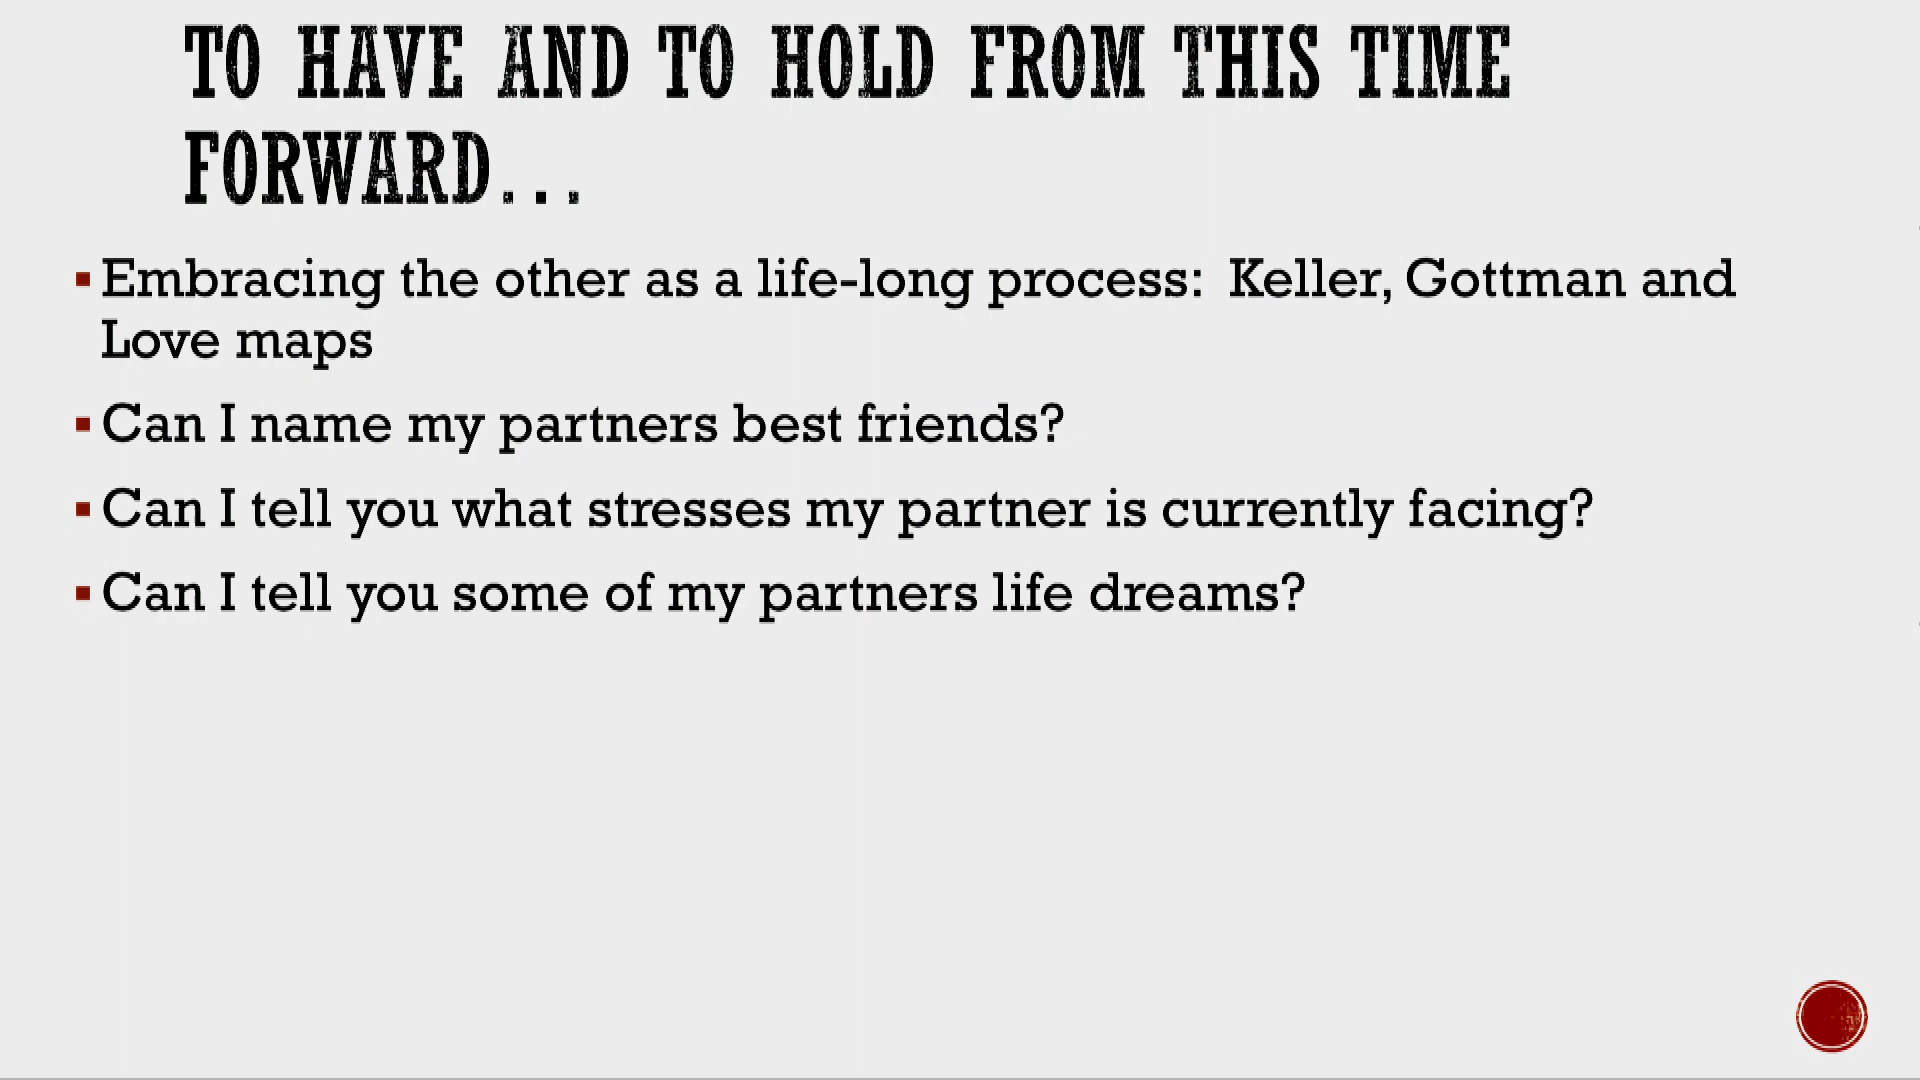 TO HAVE AND TO HOLD FROM THIS TIME
FORWARD...
Embracing the other as a life-long process:  Keller, Gottman and
Love maps
Can I name my partners best friends?
Can I tell you what stresses my partner is currently facing?
Can I tell you some of my partners life dreams?